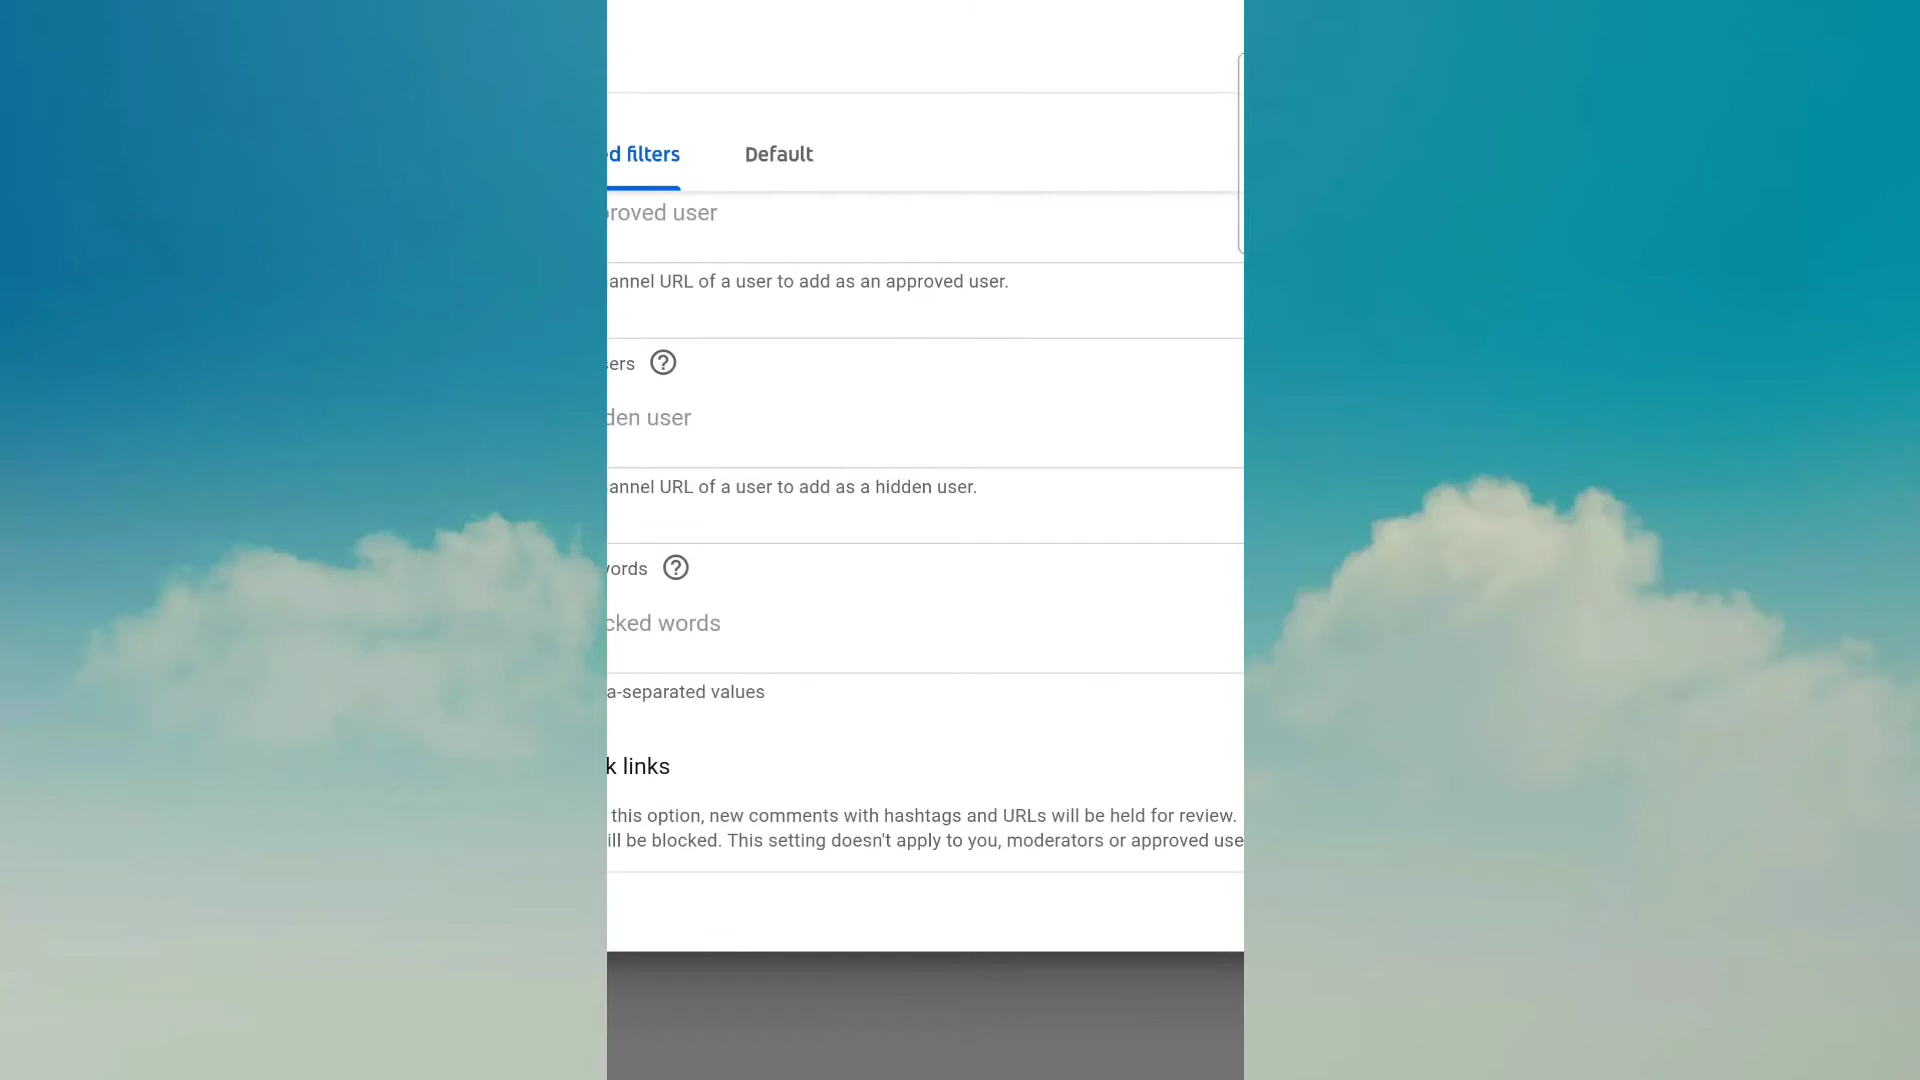 d filters Default
roved user
annel URL of a user to add as an approved user.
sers
den user
annel URL of a user to add as a hidden user.
words
cked words
a-separated values
k links
this option, new comments with hashtags and URLs will be held for review.
ill be blocked. This setting doesn't apply to you, moderators or approved use